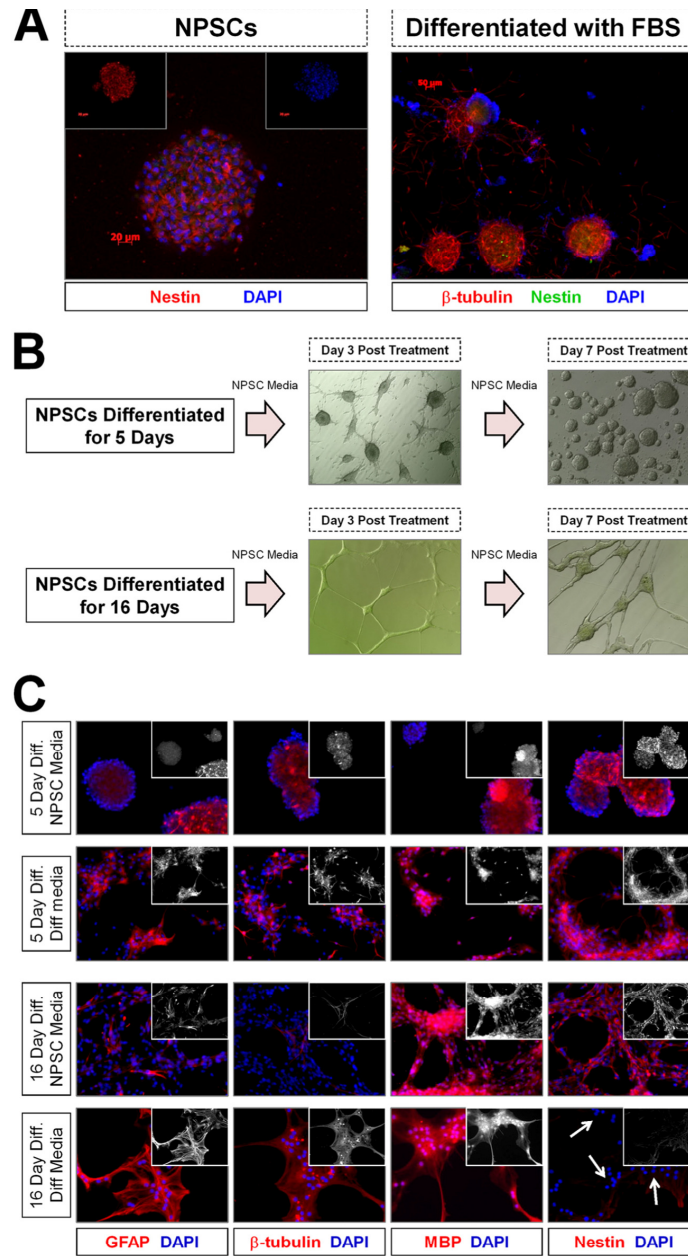 A
NPSCs
Differentiated with FBS
20 µm
50 µm
Nestin DAPI
β-tubulin Nestin DAPI
B
Day 3 Post Treatment
Day 7 Post Treatment
NPSC Media
NPSC Media
NPSCs Differentiated
for 5 Days
Day 3 Post Treatment
Day 7 Post Treatment
NPSC Media
NPSC Media
NPSCs Differentiated
for 16 Days
C
5 Day Diff.
NPSC Media
5 Day Diff.
Diff media
16 Day Diff.
NPSC Media
16 Day Diff.
Diff Media
GFAP DAPI
β-tubulin DAPI
MBP DAPI
Nestin DAPI